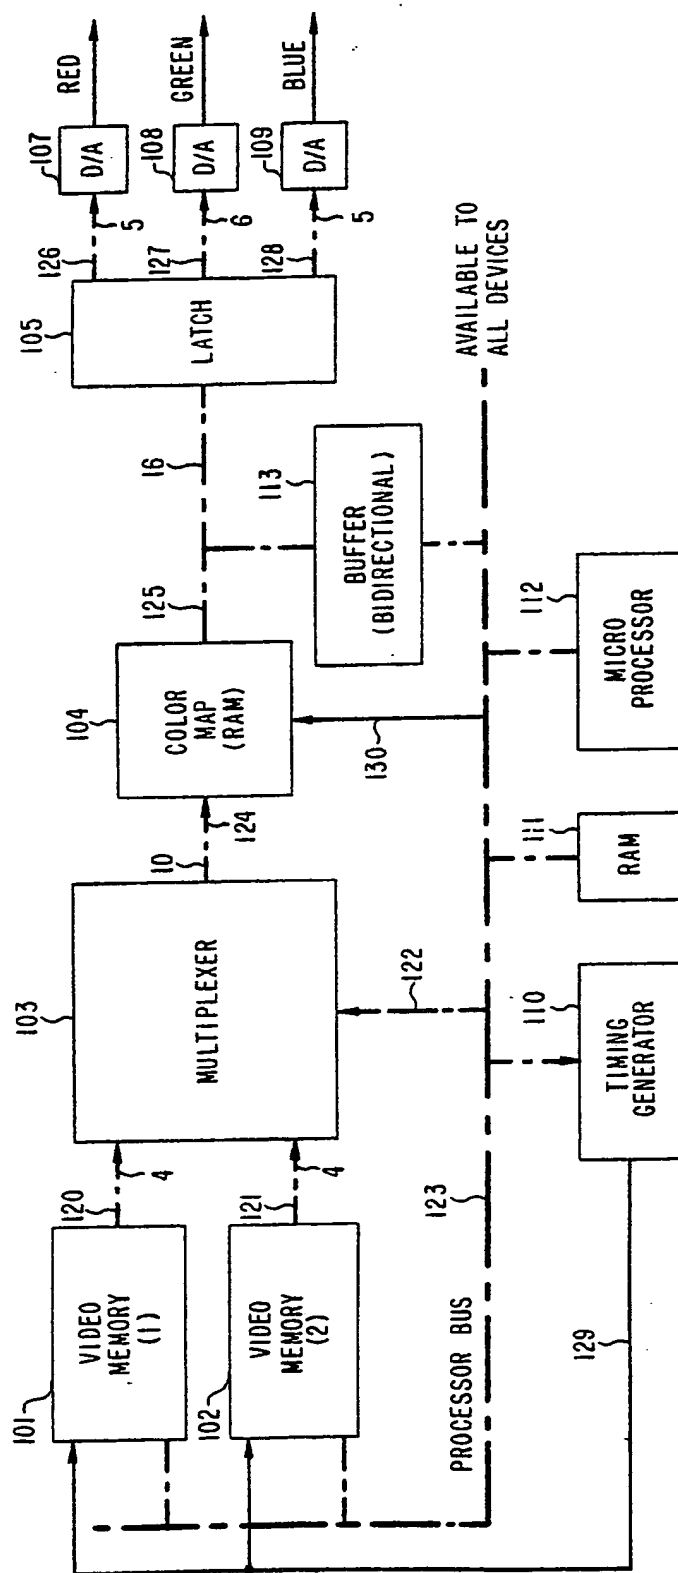 101
VIDEO
MEMORY
(1)
120
4
102
VIDEO
MEMORY
(2)
121
4
103
MULTIPLEXER
122
10
124
104
COLOR
MAP
(RAM)
130
125
16
105
LATCH
126
5
107
D/A
RED
127
6
108
D/A
GREEN
128
5
109
D/A
BLUE
113
BUFFER
(BIDIRECTIONAL)
PROCESSOR BUS
123
AVAILABLE TO
ALL DEVICES
129
110
TIMING
GENERATOR
111
RAM
112
MICRO
PROCESSOR